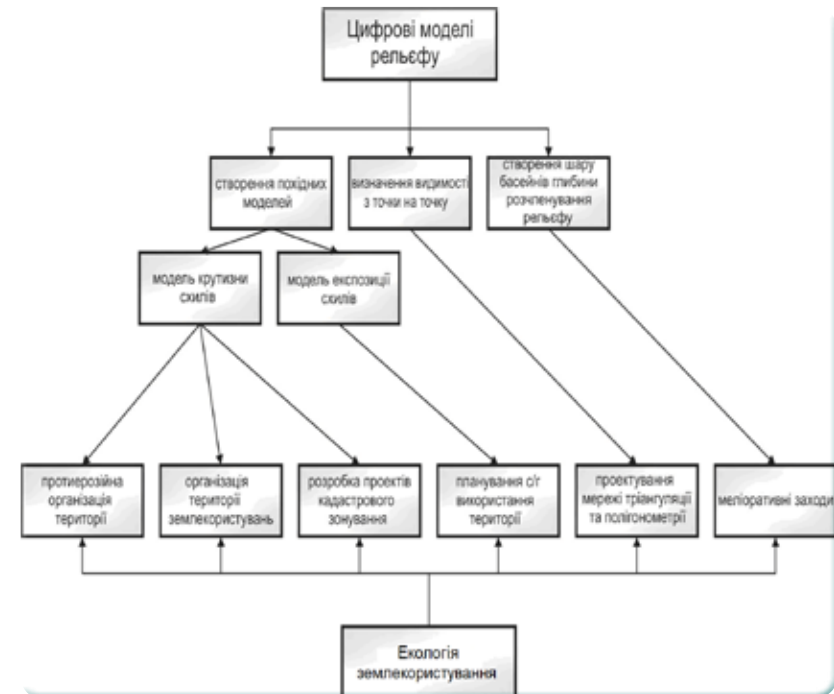 Цифрові моделі
рельєфу
створення похідних
моделей
визначення видимості
з точки на точку
створення шару
басейнів глибини
розчленування
рельєфу
модель крутизни
схилів
модель експозиції
схилів
протиерозійна
організація
території
організація
території
землекористувань
розробка проектів
кадастрового
зонування
планування с/г
використання
території
проектування
мережі тріангуляції
та полігонометрії
меліоративні заходи
Екологія
землекористування